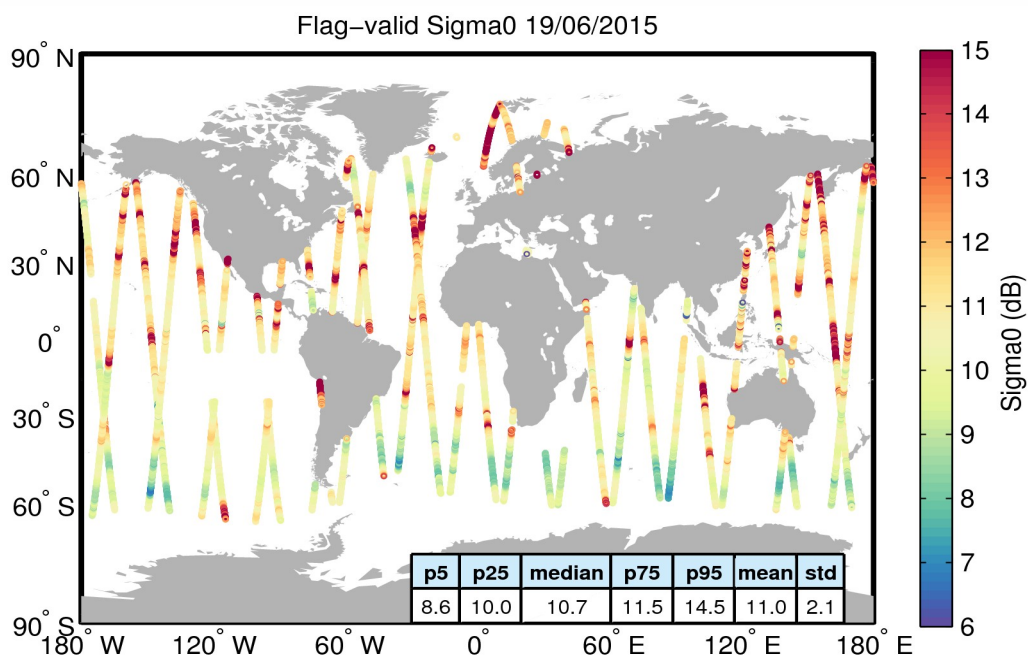 Flag−valid Sigma0 19/06/2015
90° N
60° N
30° N
0°
30° S
60° S
90° S
180° W
120° W
60° W
0°
60° E
120° E
180° E
15
14
13
12
11
10
9
8
7
6
Sigma0 (dB)
p5 p25 median p75 p95 mean std
8.6 10.0 10.7 11.5 14.5 11.0 2.1